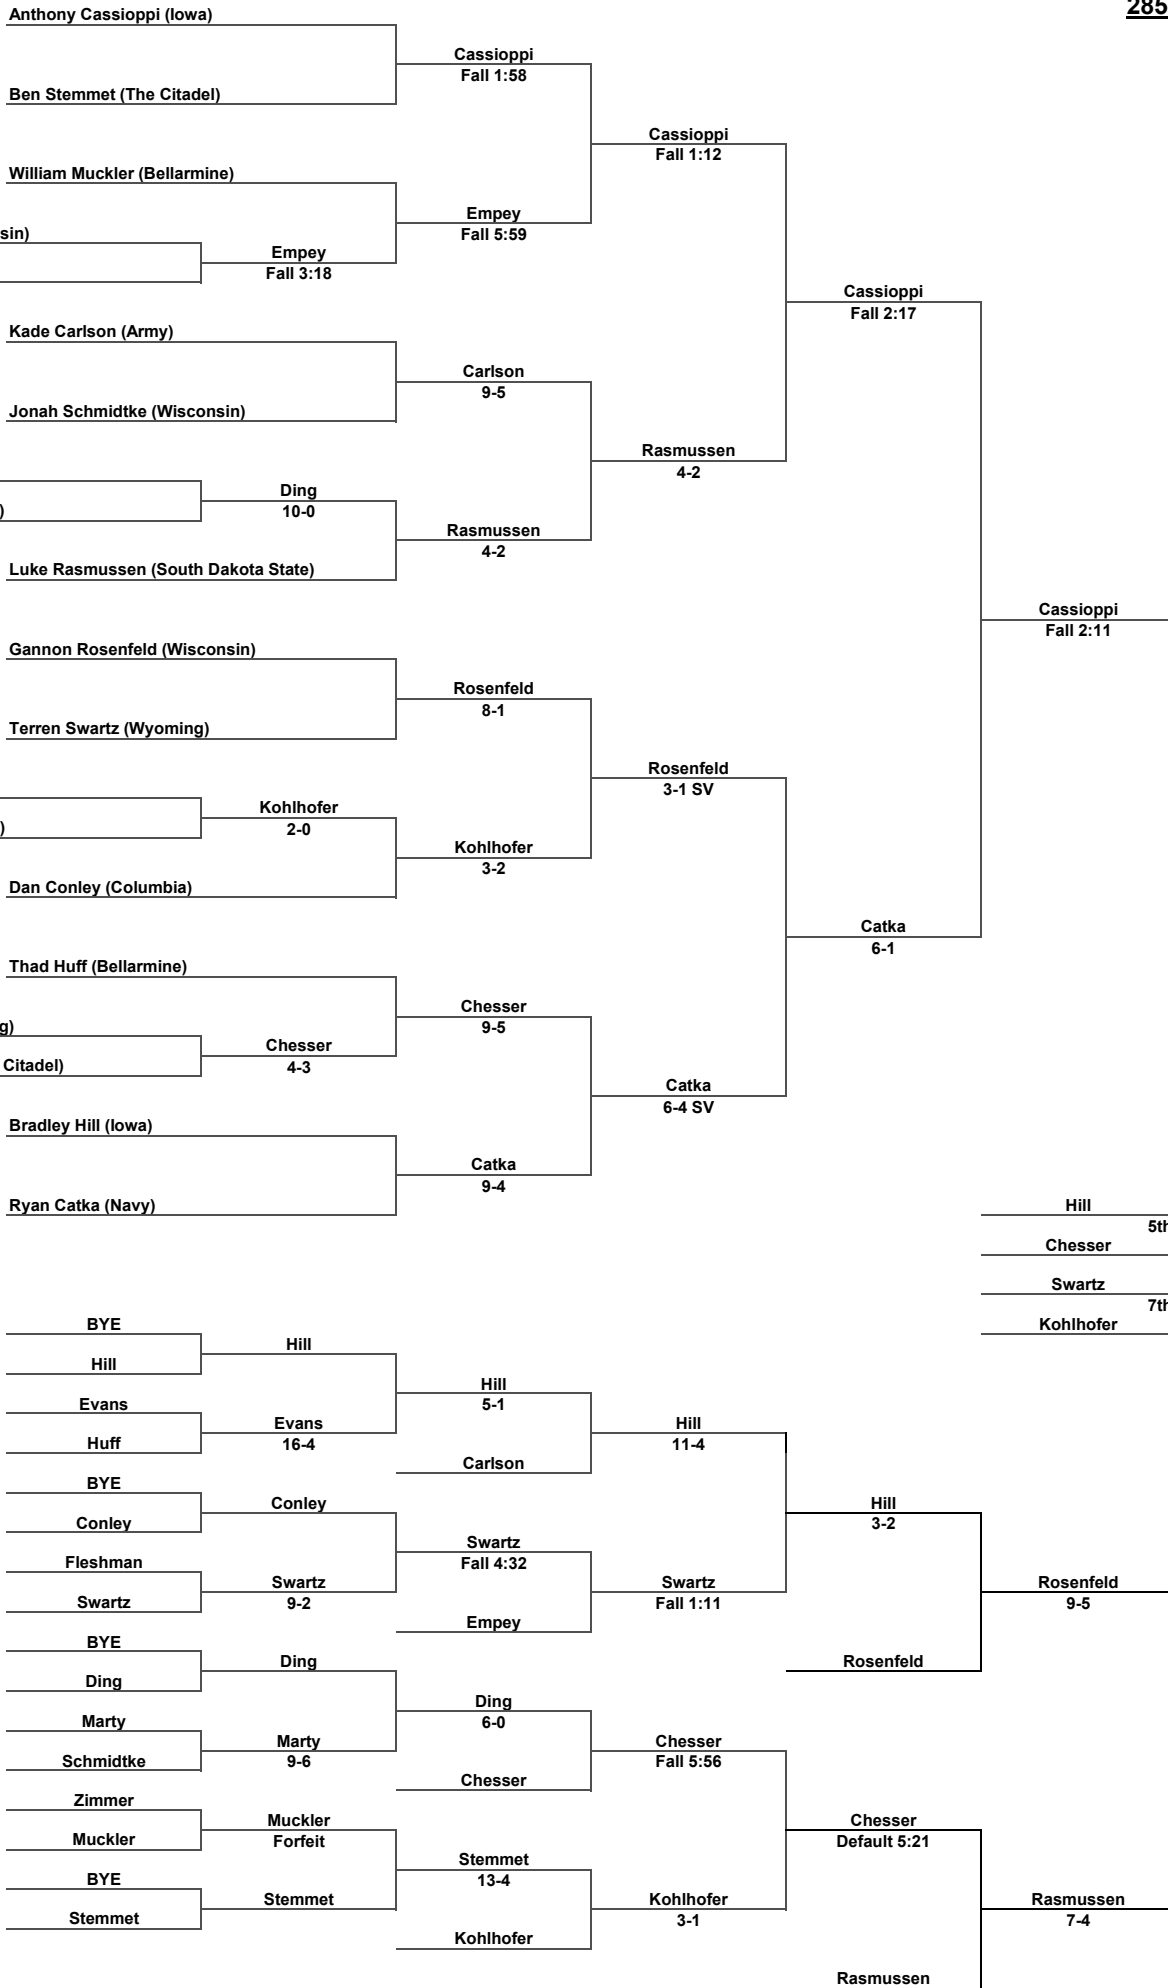 Anthony Cassioppi (Iowa)
285
Cassioppi
Fall 1:58
Ben Stemmet (The Citadel)
Cassioppi
Fall 1:12
William Muckler (Bellarmine)
Empey
Fall 5:59
sin)
Empey
Fall 3:18
Cassioppi
Fall 2:17
Kade Carlson (Army)
Carlson
9-5
Jonah Schmidtke (Wisconsin)
Rasmussen
4-2
Ding
10-0
)
Rasmussen
4-2
Luke Rasmussen (South Dakota State)
Cassioppi
Fall 2:11
Gannon Rosenfeld (Wisconsin)
Rosenfeld
8-1
Terren Swartz (Wyoming)
Rosenfeld
3-1 SV
Kohlhofer
2-0
)
Kohlhofer
3-2
Dan Conley (Columbia)
Catka
6-1
Thad Huff (Bellarmine)
Chesser
9-5
g)
Chesser
4-3
Citadel)
Catka
6-4 SV
Bradley Hill (Iowa)
Catka
9-4
Ryan Catka (Navy)
Hill
5th
Chesser
Swartz
7th
Kohlhofer
BYE
Hill
Hill
Hill
5-1
Evans
Evans
16-4
Huff
Hill
11-4
Carlson
BYE
Conley
Conley
Hill
3-2
Swartz
Fall 4:32
Fleshman
Swartz
9-2
Swartz
Swartz
Fall 1:11
Rosenfeld
9-5
Empey
BYE
Ding
Ding
Rosenfeld
Ding
6-0
Marty
Marty
9-6
Schmidtke
Chesser
Fall 5:56
Chesser
Zimmer
Muckler
Forfeit
Muckler
Chesser
Default 5:21
Stemmet
13-4
BYE
Stemmet
Stemmet
Kohlhofer
3-1
Rasmussen
7-4
Kohlhofer
Rasmussen